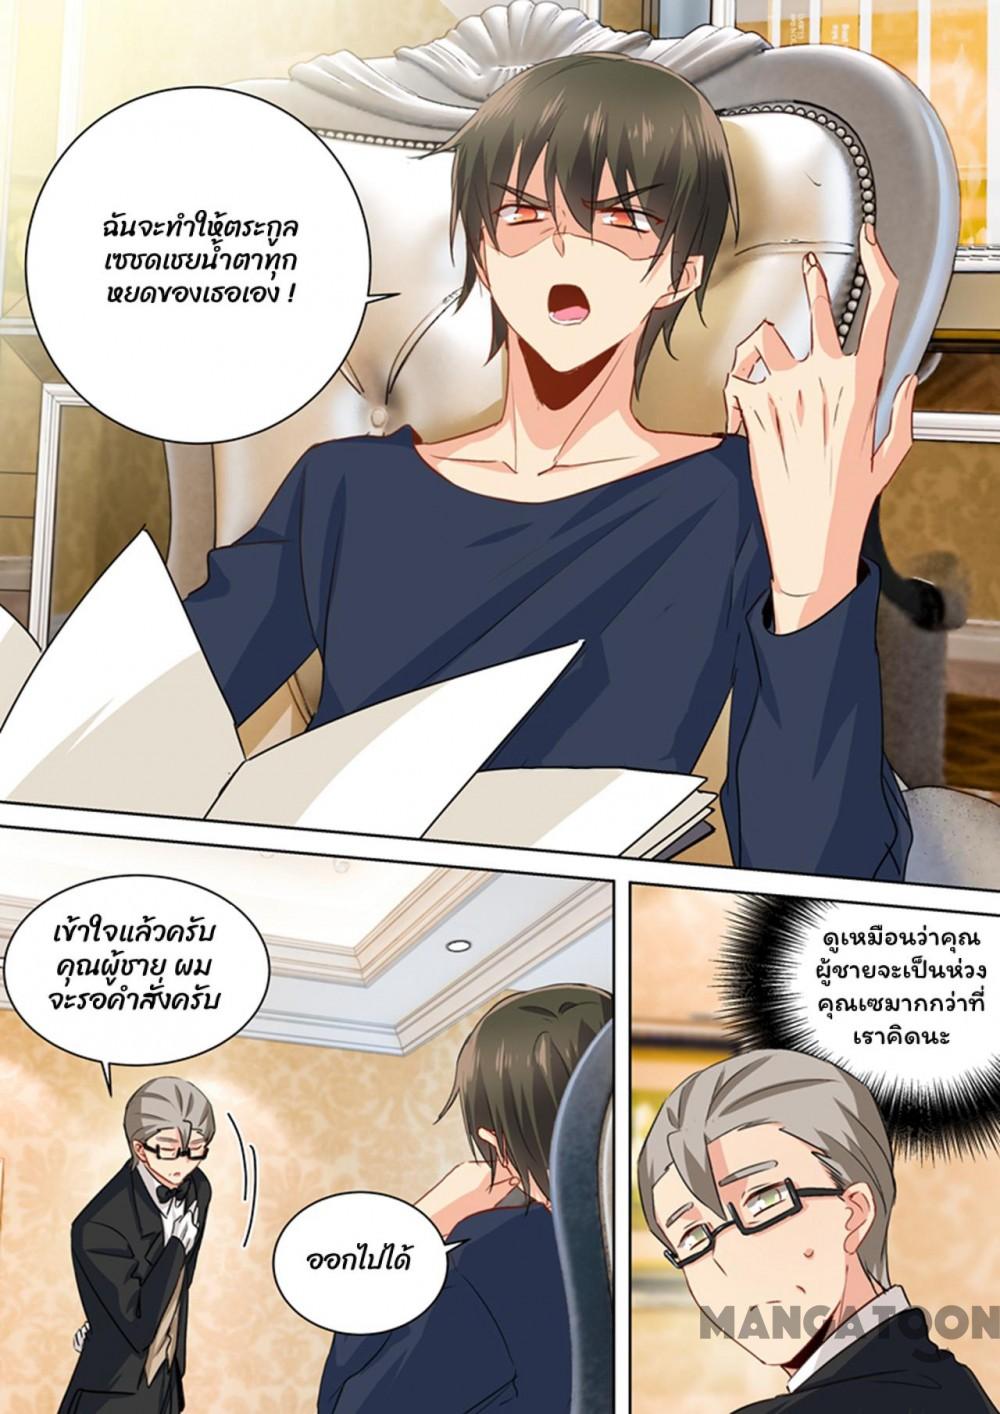 ฉันจะทำให้ตระกูล
เซชดเชยน้ำตาทุก
หยดของเธอเอง !
เข้าใจแล้วครับ
คุณผู้ชาย ผม
จะรอคำสั่งครับ
ดูเหมือนว่าคุณ
ผู้ชายจะเป็นห่วง
คุณเซมากกว่าที่
เราคิดนะ
ออกไปได้
MANGATOON